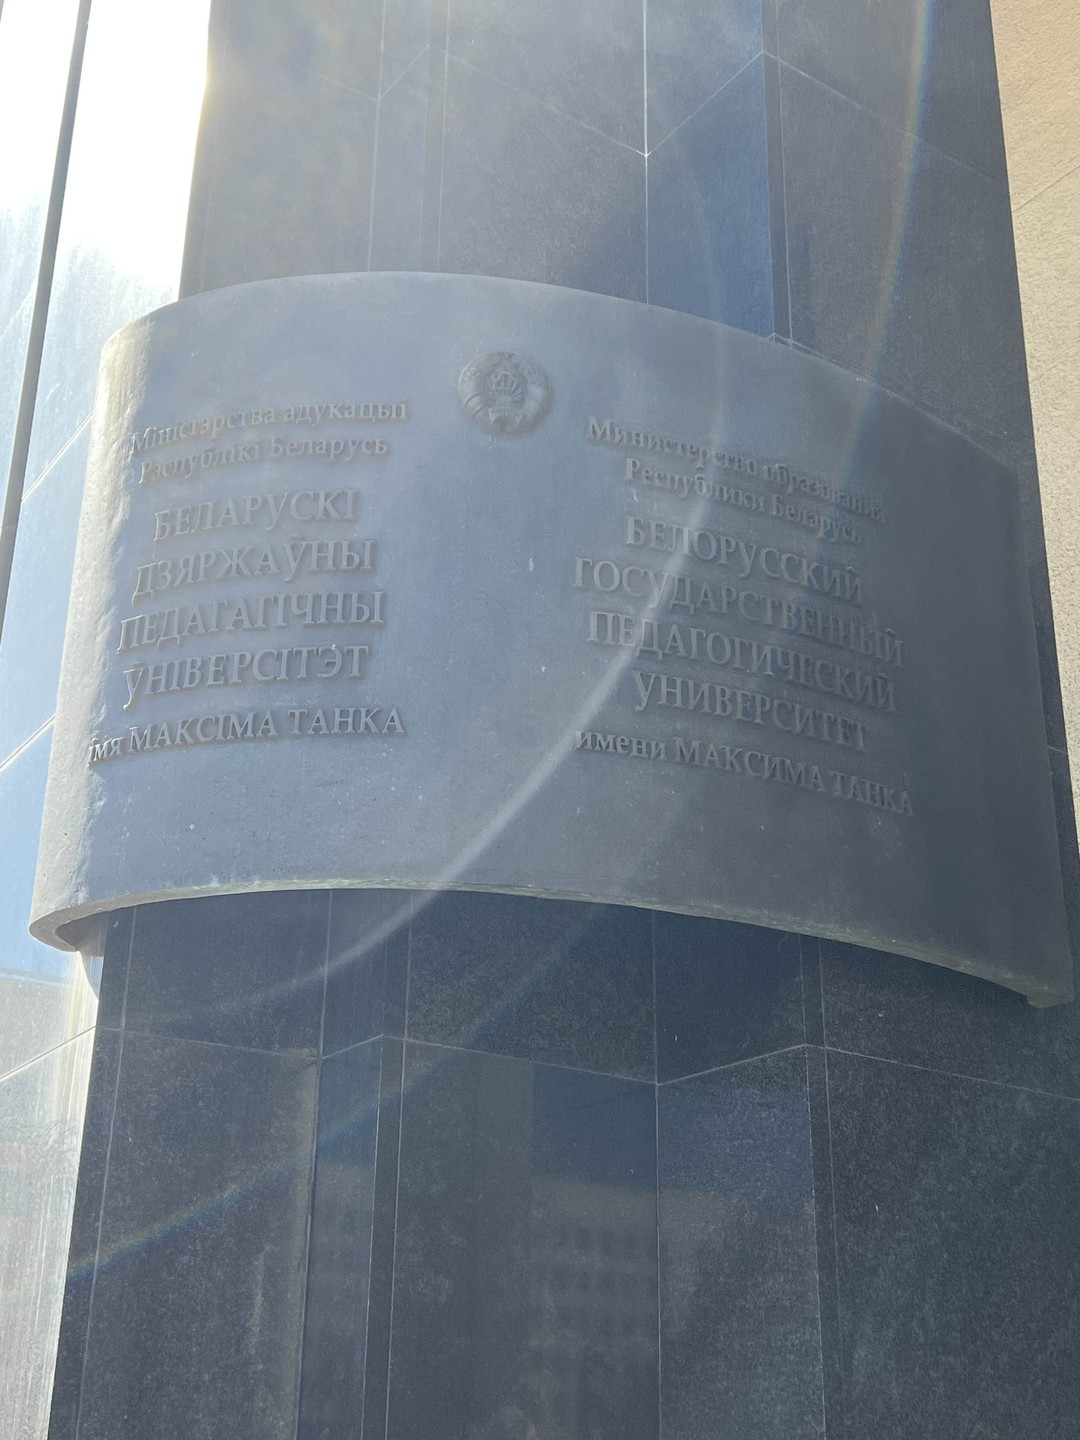 Міністэрства адукацыі
Рэспублікі Беларусь
БЕЛАРУСКІ
ДЗЯРЖАЎНЫ
ПЕДАГАГІЧНЫ
ЎНІВЕРСІТЭТ
імя МАКСІМА ТАНКА
Министерство образования
Республики Беларусь
БЕЛОРУССКИЙ
ГОСУДАРСТВЕННЫЙ
ПЕДАГОГИЧЕСКИЙ
УНИВЕРСИТЕТ
имени МАКСИМА ТАНКА